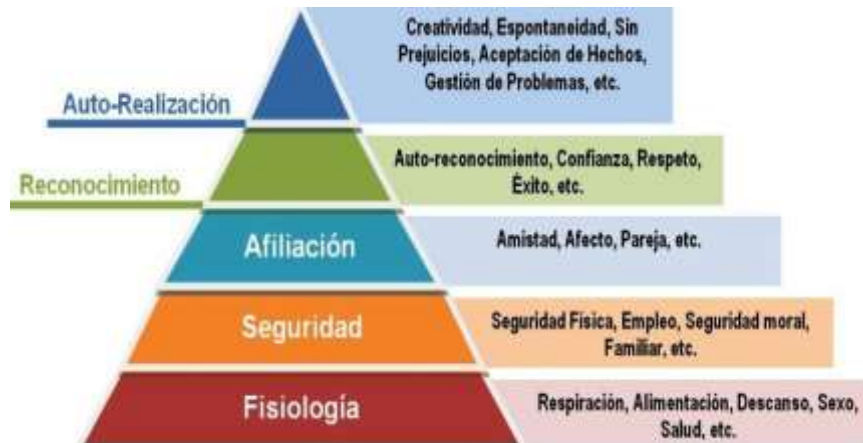 Creatividad, Espontaneidad, Sin
Prejuicios, Aceptación de Hechos,
Gestión de Problemas, etc.
Auto-Realización
Auto-reconocimiento, Confianza, Respeto,
Éxito, etc.
Reconocimiento
Afiliación
Amistad, Afecto, Pareja, etc.
Seguridad
Seguridad Física, Empleo, Seguridad moral,
Familiar, etc.
Fisiología
Respiración, Alimentación, Descanso, Sexo,
Salud, etc.